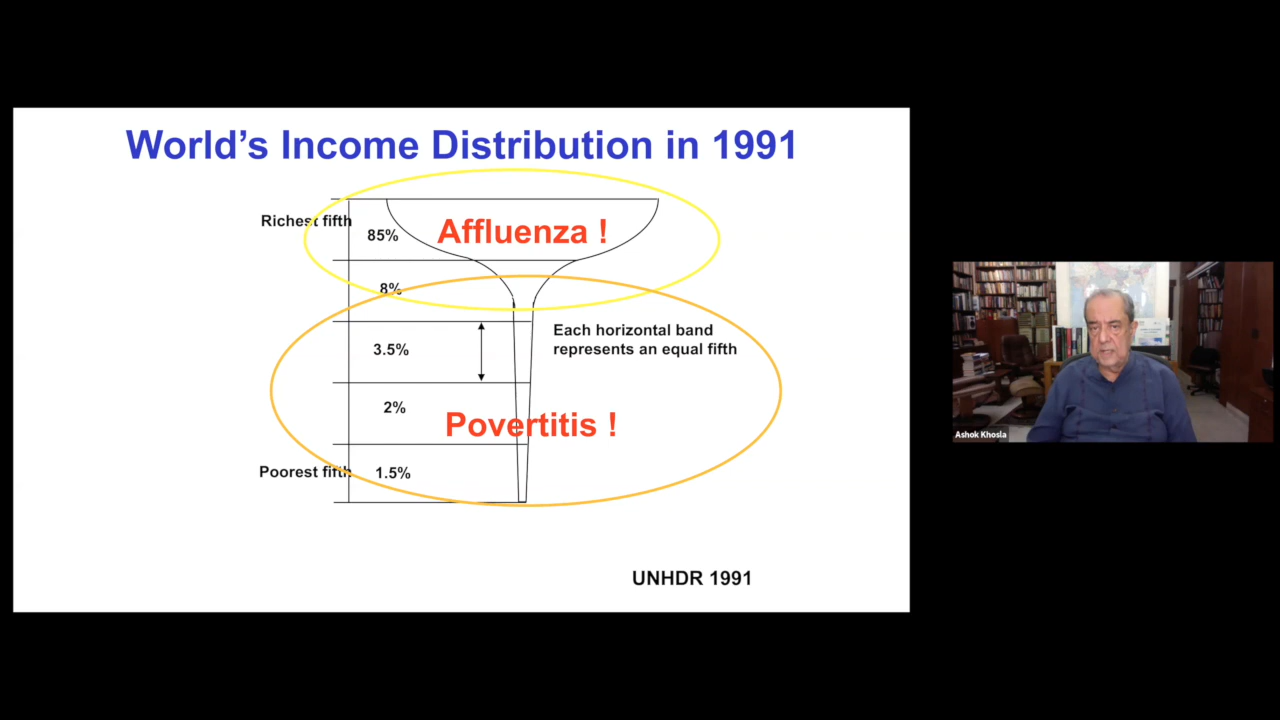 World's Income Distribution in 1991
Richest fifth
85%
Affluenza !
8%
Each horizontal band
represents an equal fifth
3.5%
2%
Povertitis !
Poorest fifth
1.5%
UNHDR 1991
Ashok Khosla